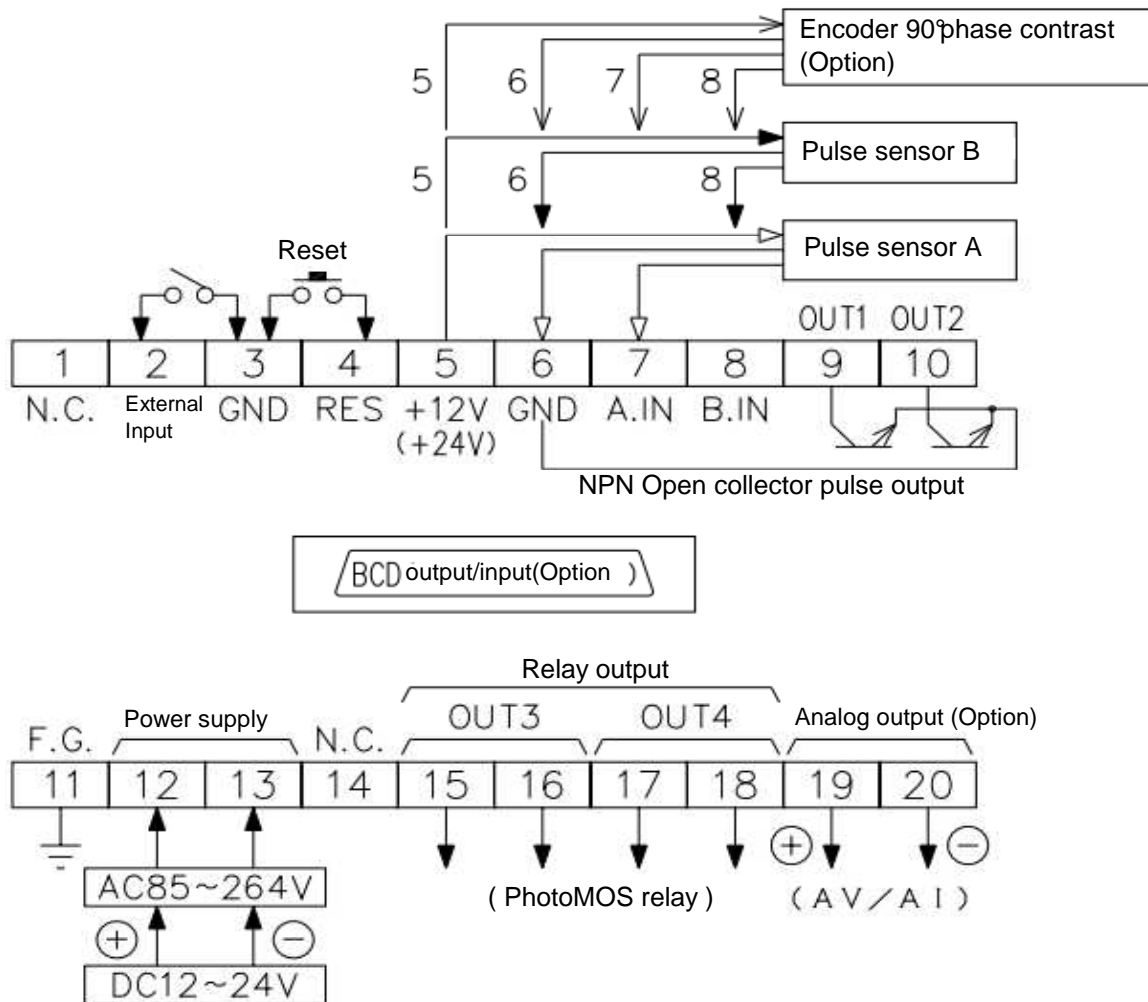 Encoder 90°phase contrast
(Option)
5 6 7 8
Pulse sensor B
5 6 8
Pulse sensor A
Reset
OUT1 OUT2
1 2 3 4 5 6 7 8 9 10
N.C. External Input GND RES +12V (+24V) GND A.IN B.IN
NPN Open collector pulse output
BCD output/input(Option )
Relay output
F.G. Power supply N.C. OUT3 OUT4 Analog output (Option)
11 12 13 14 15 16 17 18 19 20
+ −
AC85~264V ( PhotoMOS relay ) (AV/AI)
+ −
DC12~24V